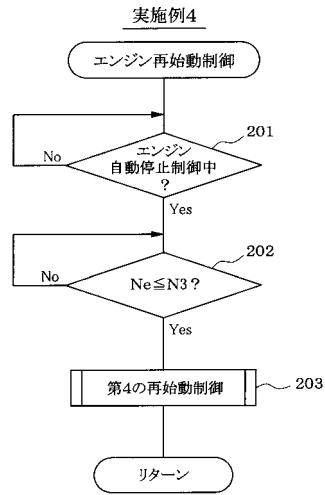 実施例4
エンジン再始動制御
201
エンジン
自動停止制御中
?
No
Yes
202
Ne≦N3?
No
Yes
第4の再始動制御
203
リターン